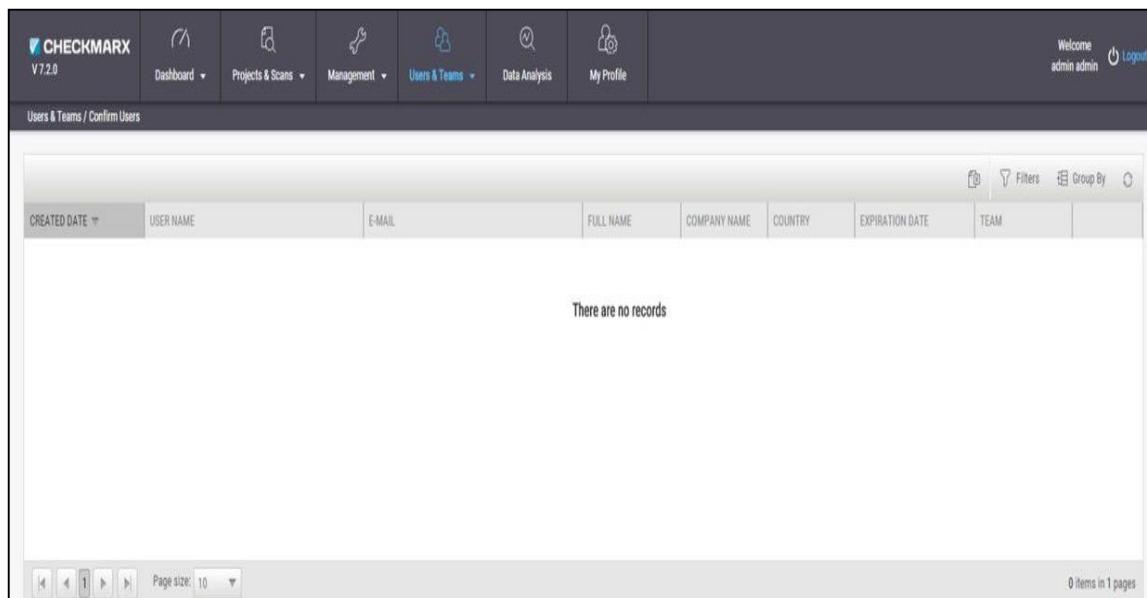 CHECKMARX
V 7.2.0
Dashboard
Projects & Scans
Management
Users & Teams
Data Analysis
My Profile
Welcome
admin admin
Logout
Users & Teams / Confirm Users
Filters
Group By
CREATED DATE USER NAME E-MAIL FULL NAME COMPANY NAME COUNTRY EXPIRATION DATE TEAM
There are no records
1 Page size: 10 0 items in 1 pages